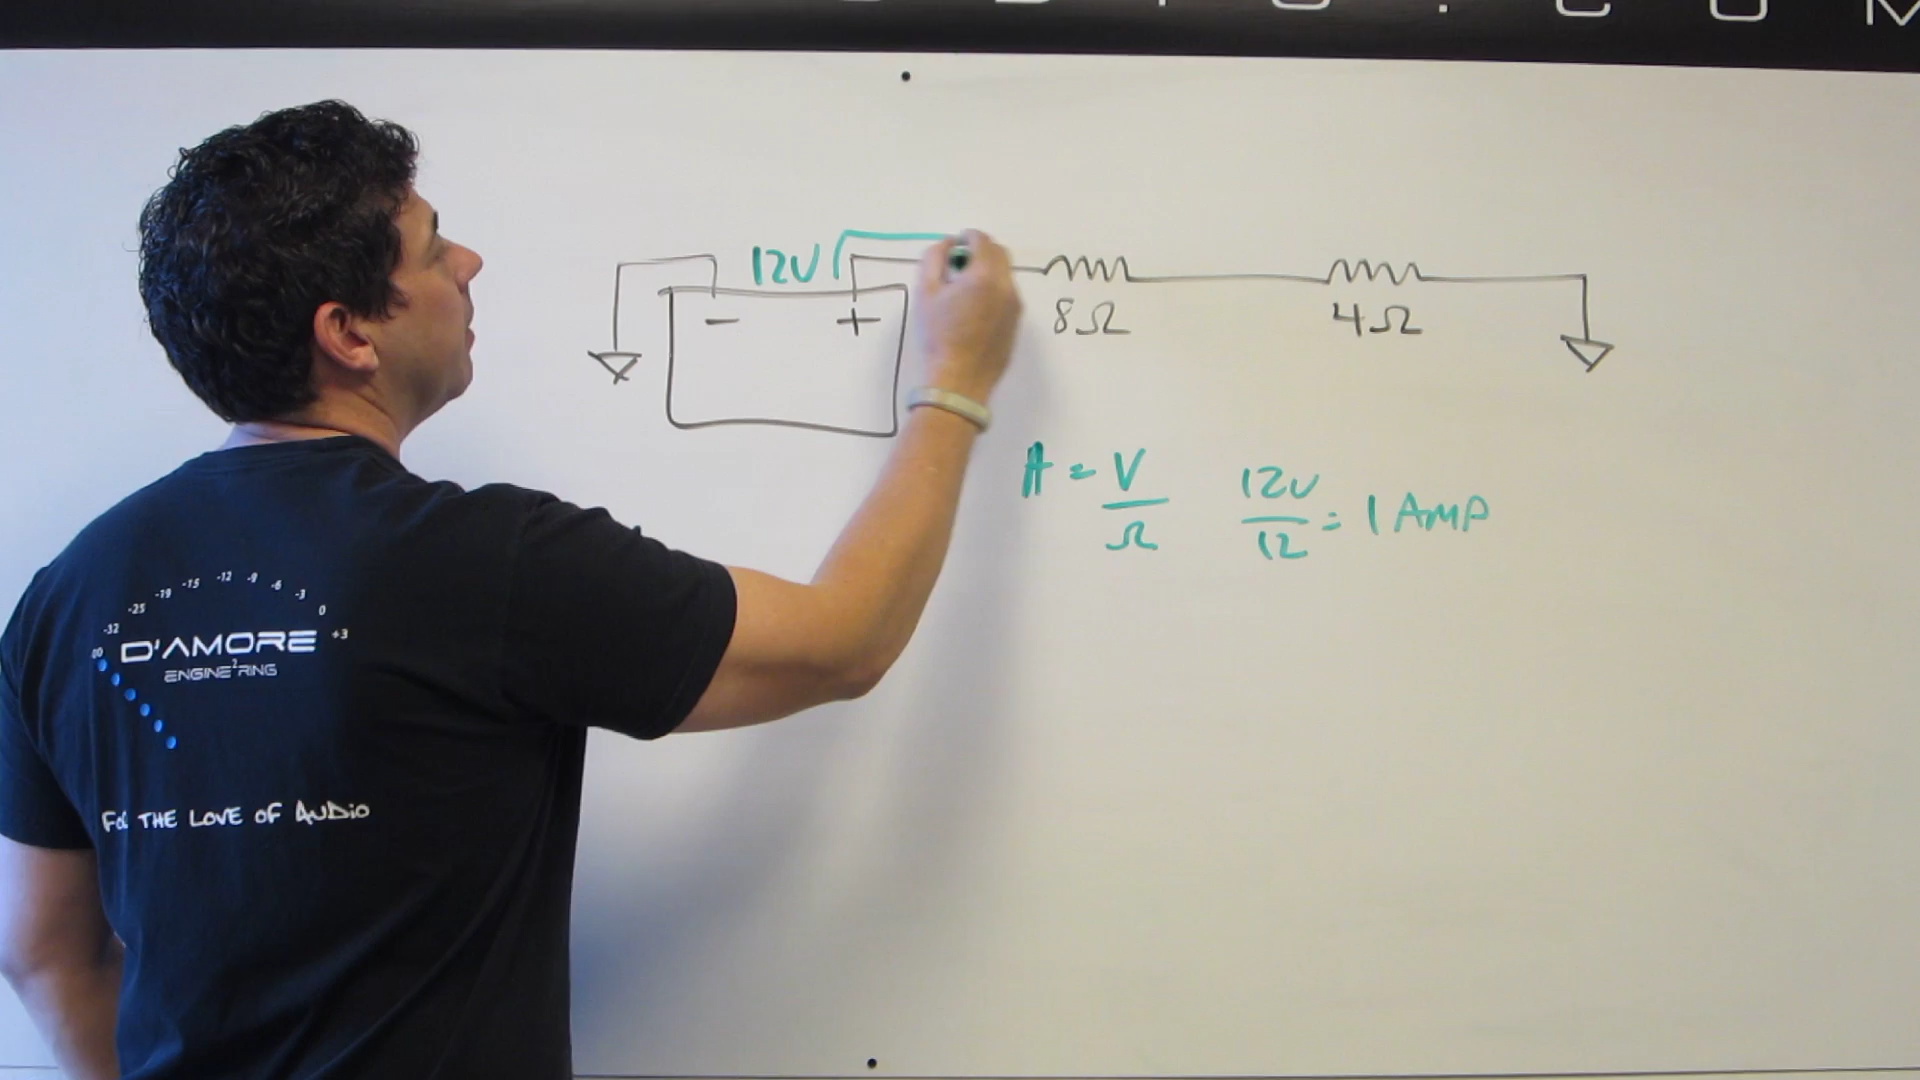 12V
- +
8Ω 4Ω
A = V/Ω 12V/12 = 1 AMP
-32 -25 -19 -15 -12 -9 -6 -3 0 +3
∞
D'AMORE
ENGINE²RING
FOR THE LOVE OF AUDIO